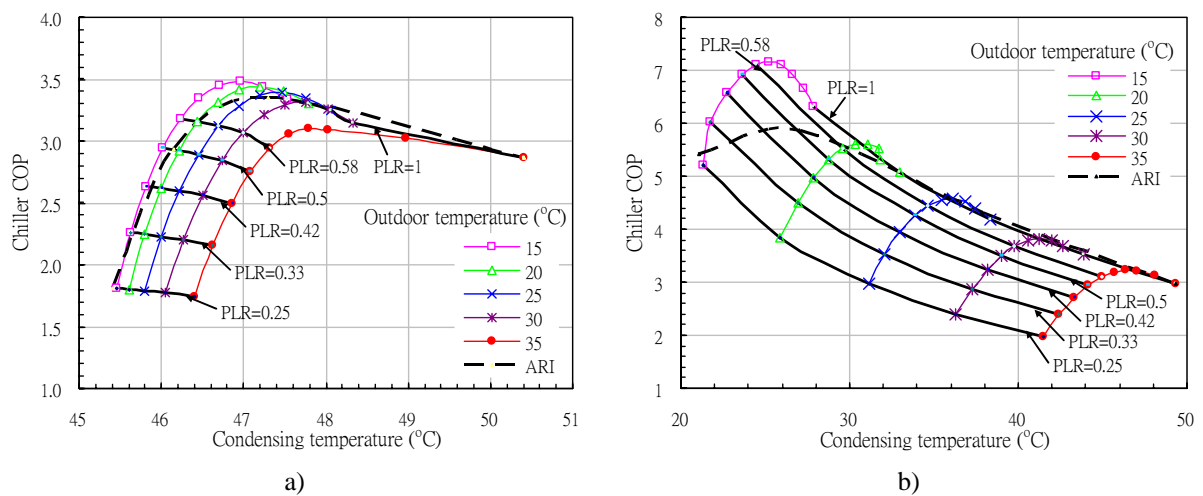 a)
Chiller COP
4.0
3.5
3.0
2.5
2.0
1.5
1.0
45 46 47 48 49 50 51
Condensing temperature (°C)
PLR=0.58
PLR=1
PLR=0.5
PLR=0.42
PLR=0.33
PLR=0.25
Outdoor temperature (°C)
15
20
25
30
35
ARI
b)
Chiller COP
8
7
6
5
4
3
2
1
20 30 40 50
Condensing temperature (°C)
PLR=0.58
PLR=1
Outdoor temperature (°C)
15
20
25
30
35
ARI
PLR=0.5
PLR=0.42
PLR=0.33
PLR=0.25